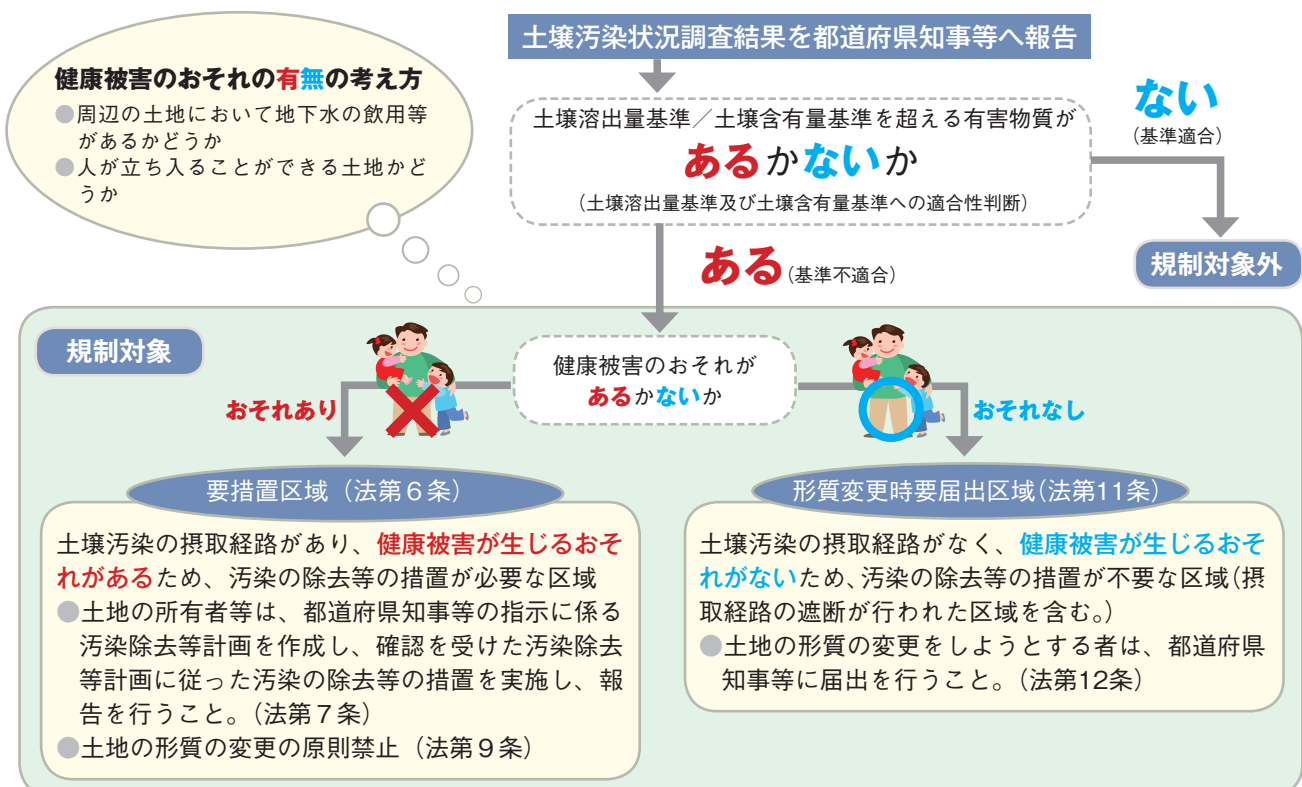 土壌汚染状況調査結果を都道府県知事等へ報告
健康被害のおそれの有無の考え方
●周辺の土地において地下水の飲用等
があるかどうか
●人が立ち入ることができる土地かど
うか
土壌溶出量基準／土壌含有量基準を超える有害物質が
あるかないか
(土壌溶出量基準及び土壌含有量基準への適合性判断)
ない
(基準適合)
規制対象外
ある(基準不適合)
規制対象
健康被害のおそれが
あるかないか
おそれあり
おそれなし
要措置区域（法第６条）
土壌汚染の摂取経路があり、健康被害が生じるおそ
れがあるため、汚染の除去等の措置が必要な区域
●土地の所有者等は、都道府県知事等の指示に係る
汚染除去等計画を作成し、確認を受けた汚染除去
等計画に従った汚染の除去等の措置を実施し、報
告を行うこと。（法第７条）
●土地の形質の変更の原則禁止（法第９条）
形質変更時要届出区域(法第11条)
土壌汚染の摂取経路がなく、健康被害が生じるおそ
れがないため、汚染の除去等の措置が不要な区域(摂
取経路の遮断が行われた区域を含む。)
●土地の形質の変更をしようとする者は、都道府県
知事等に届出を行うこと。（法第12条）